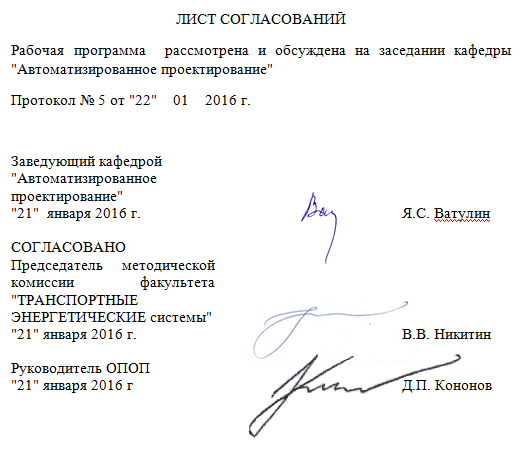 ЛИСТ СОГЛАСОВАНИЙ
Рабочая программа рассмотрена и обсуждена на заседании кафедры
"Автоматизированное проектирование"
Протокол № 5 от "22" 01 2016 г.
Заведующий кафедрой
"Автоматизированное
проектирование"
"21" января 2016 г. Я.С. Ватулин
СОГЛАСОВАНО
Председатель методической
комиссии факультета
"ТРАНСПОРТНЫЕ
ЭНЕРГЕТИЧЕСКИЕ системы"
"21" января 2016 г. В.В. Никитин
Руководитель ОПОП
"21" января 2016 г Д.П. Кононов